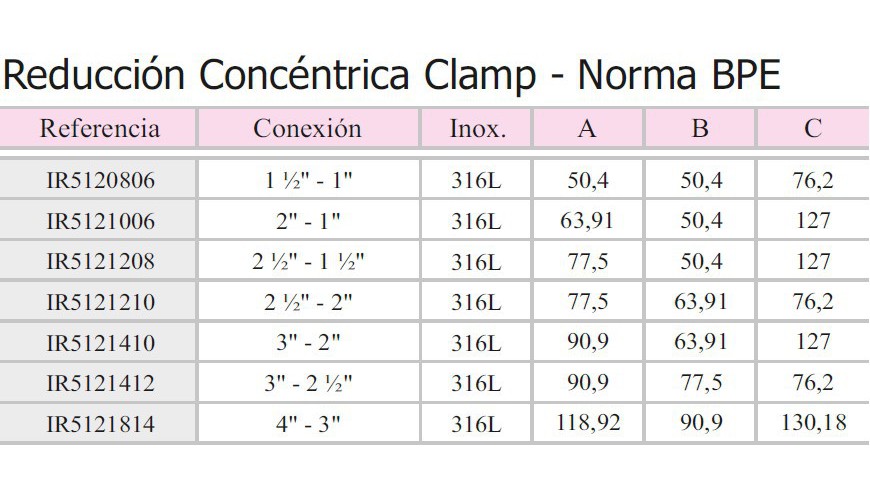 Reducción Concéntrica Clamp - Norma BPE
Referencia Conexión Inox. A B C
IR5120806 1 ½" - 1" 316L 50,4 50,4 76,2
IR5121006 2" - 1" 316L 63,91 50,4 127
IR5121208 2 ½" - 1 ½" 316L 77,5 50,4 127
IR5121210 2 ½" - 2" 316L 77,5 63,91 76,2
IR5121410 3" - 2" 316L 90,9 63,91 127
IR5121412 3" - 2 ½" 316L 90,9 77,5 76,2
IR5121814 4" - 3" 316L 118,92 90,9 130,18